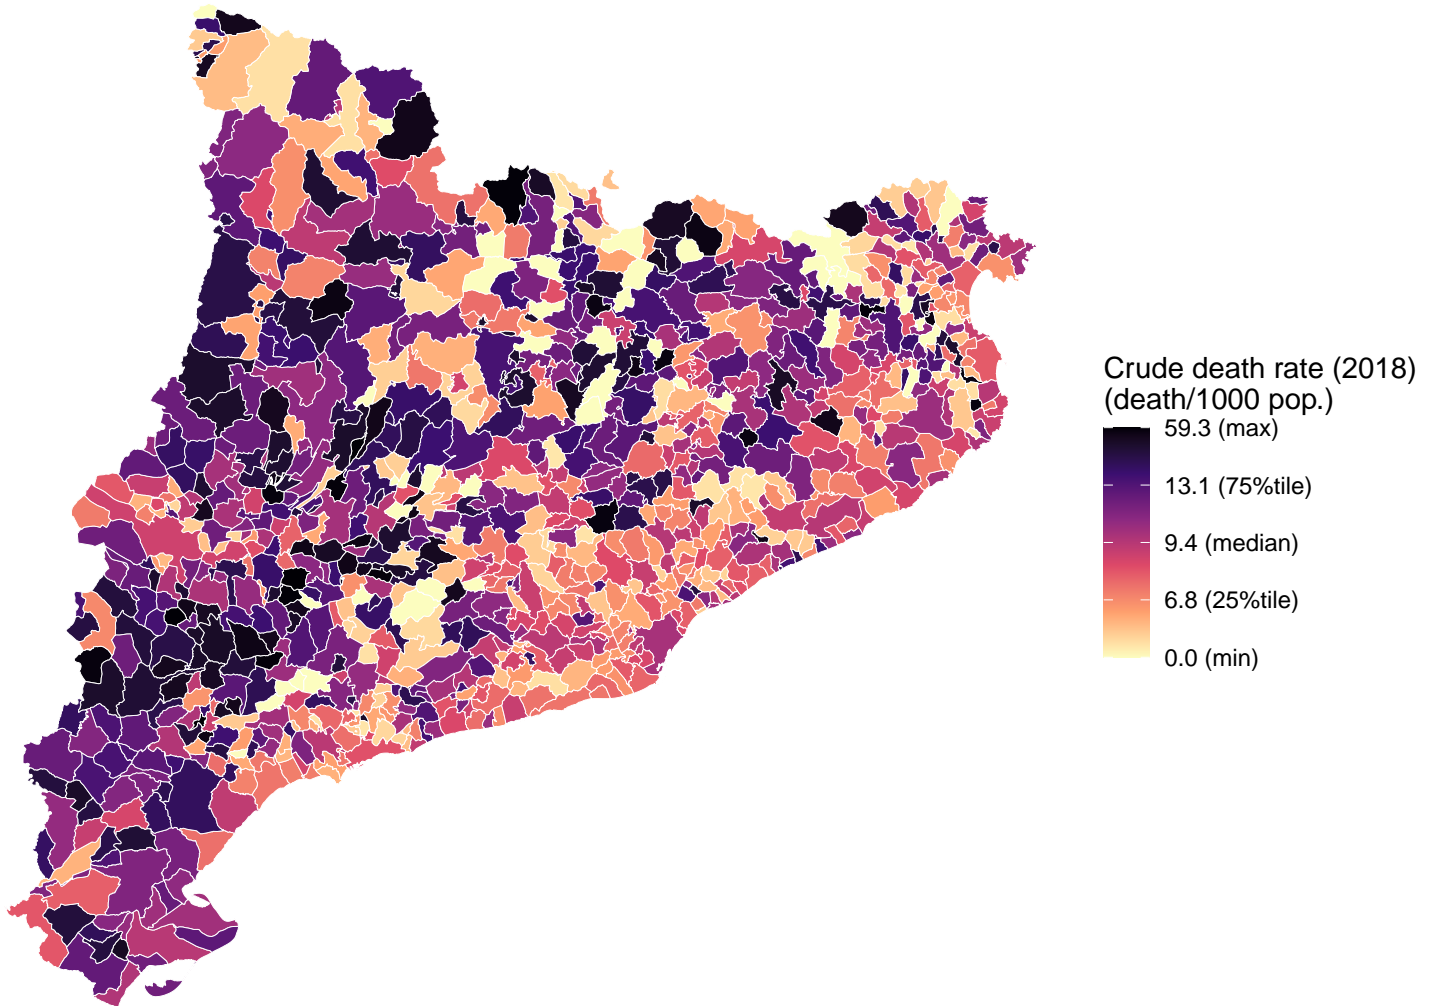 Crude death rate (2018)
(death/1000 pop.)
59.3 (max)
13.1 (75%tile)
9.4 (median)
6.8 (25%tile)
0.0 (min)